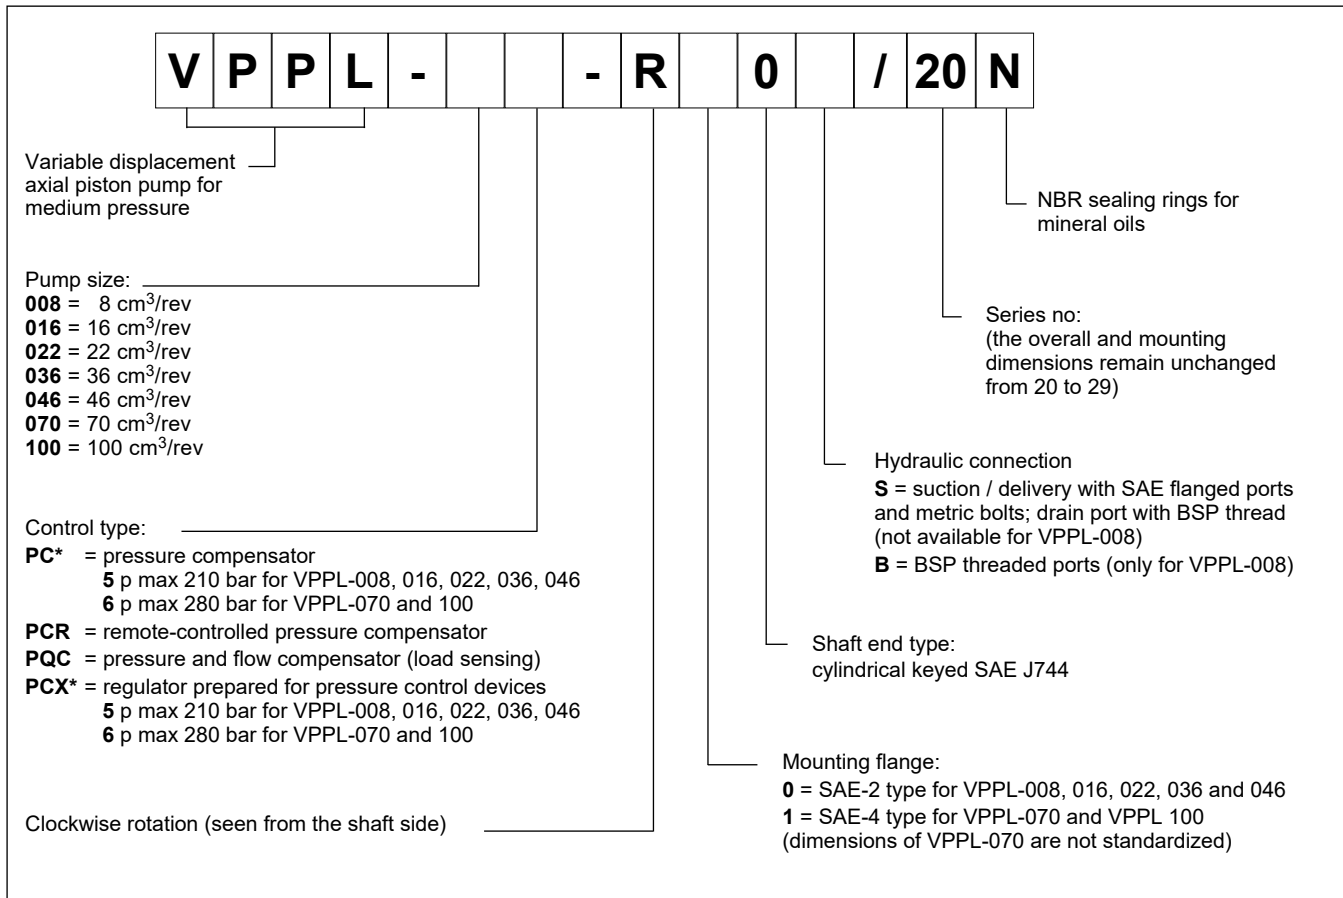 V P P L - - R 0 / 20 N
Variable displacement
axial piston pump for
medium pressure
NBR sealing rings for
mineral oils
Pump size:
008 = 8 cm³/rev
016 = 16 cm³/rev
022 = 22 cm³/rev
036 = 36 cm³/rev
046 = 46 cm³/rev
070 = 70 cm³/rev
100 = 100 cm³/rev
Series no:
(the overall and mounting
dimensions remain unchanged
from 20 to 29)
Hydraulic connection
S = suction / delivery with SAE flanged ports
and metric bolts; drain port with BSP thread
(not available for VPPL-008)
B = BSP threaded ports (only for VPPL-008)
Control type:
PC* = pressure compensator
5 p max 210 bar for VPPL-008, 016, 022, 036, 046
6 p max 280 bar for VPPL-070 and 100
PCR = remote-controlled pressure compensator
PQC = pressure and flow compensator (load sensing)
PCX* = regulator prepared for pressure control devices
5 p max 210 bar for VPPL-008, 016, 022, 036, 046
6 p max 280 bar for VPPL-070 and 100
Shaft end type:
cylindrical keyed SAE J744
Mounting flange:
0 = SAE-2 type for VPPL-008, 016, 022, 036 and 046
1 = SAE-4 type for VPPL-070 and VPPL 100
(dimensions of VPPL-070 are not standardized)
Clockwise rotation (seen from the shaft side)